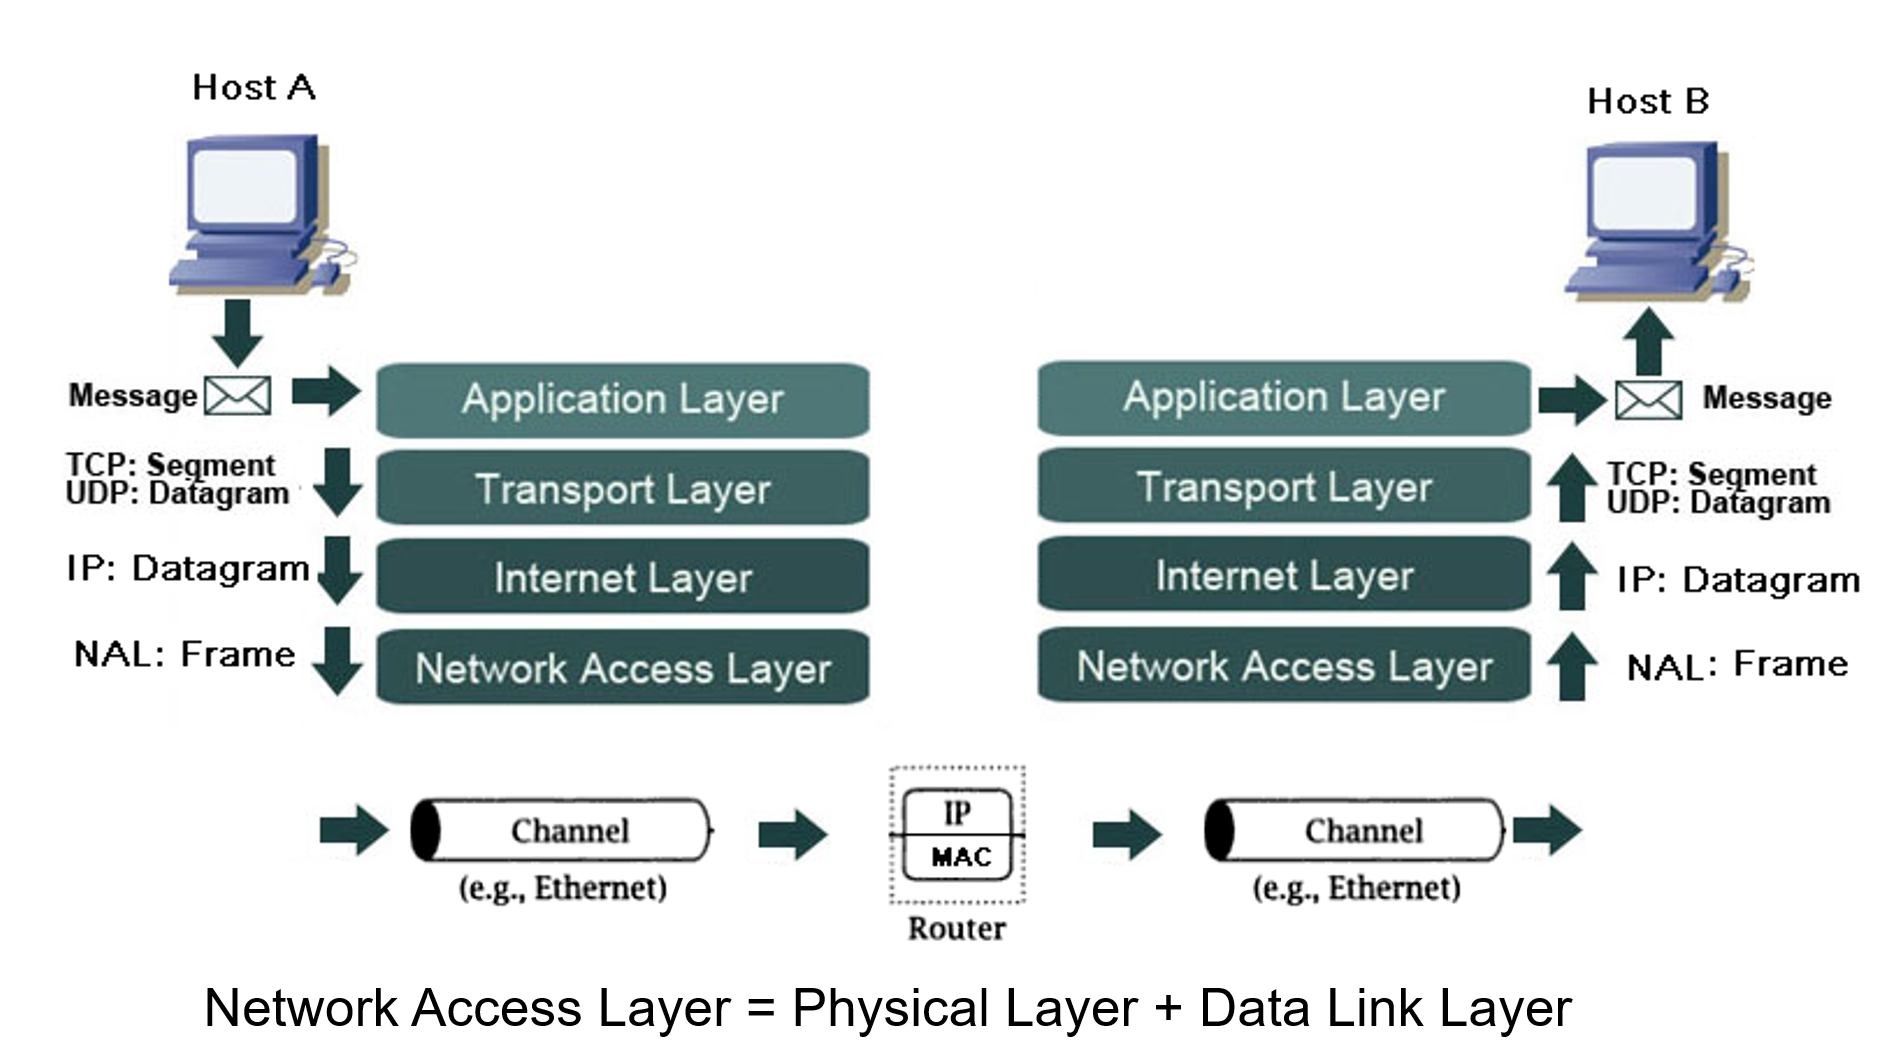 Host A
Host B
Message
Application Layer
Application Layer
Message
TCP: Segment
UDP: Datagram
Transport Layer
Transport Layer
TCP: Segment
UDP: Datagram
IP: Datagram
Internet Layer
Internet Layer
IP: Datagram
NAL: Frame
Network Access Layer
Network Access Layer
NAL: Frame
Channel
(e.g., Ethernet)
IP
MAC
Router
Channel
(e.g., Ethernet)
Network Access Layer = Physical Layer + Data Link Layer